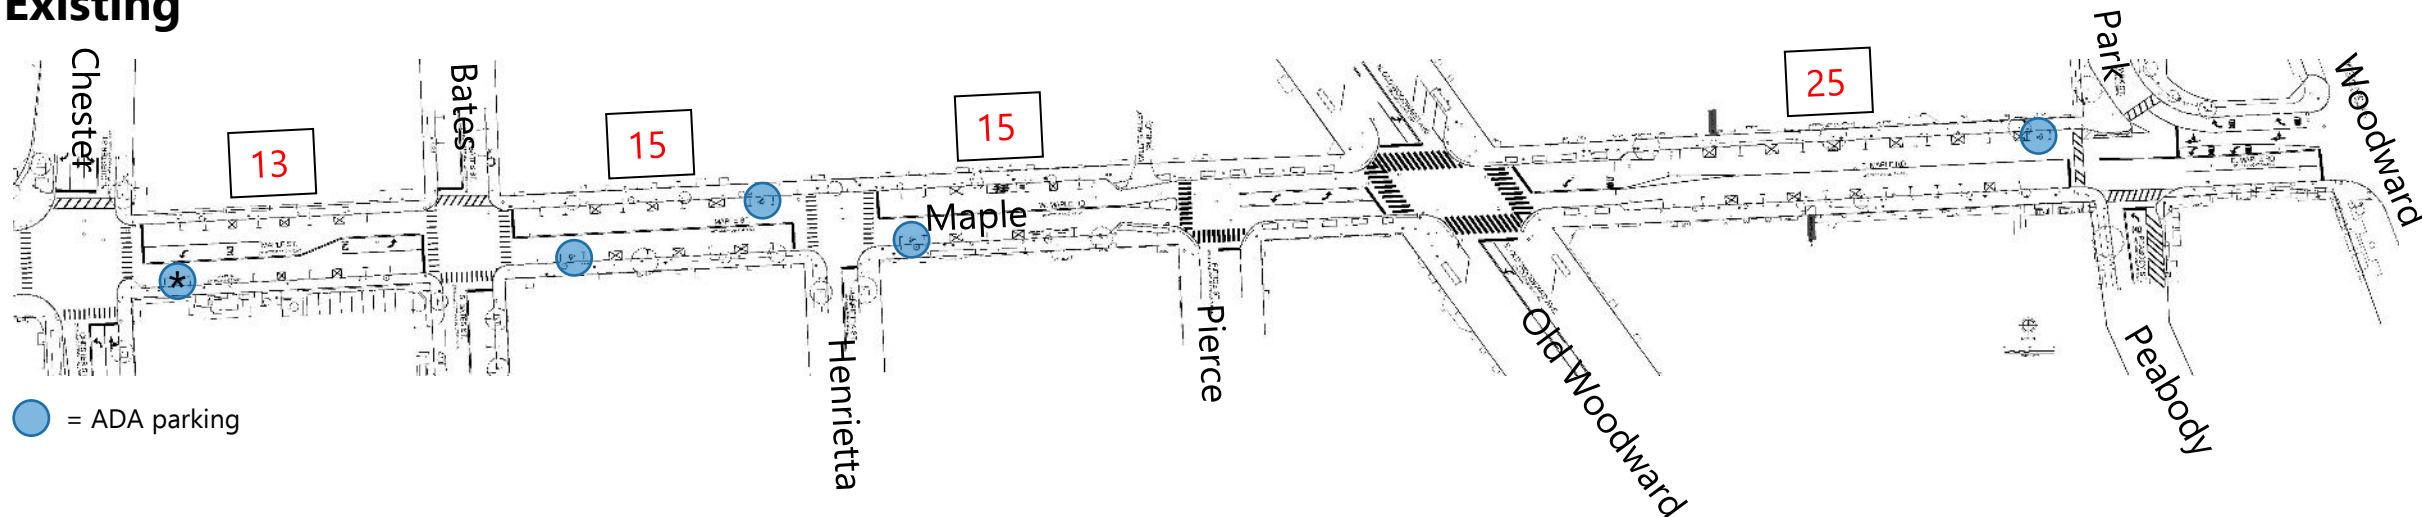 Existing
Chester
Bates
Park
Woodward
13
15
15
25
Maple
*
Henrietta
Pierce
Old Woodward
Peabody
= ADA parking